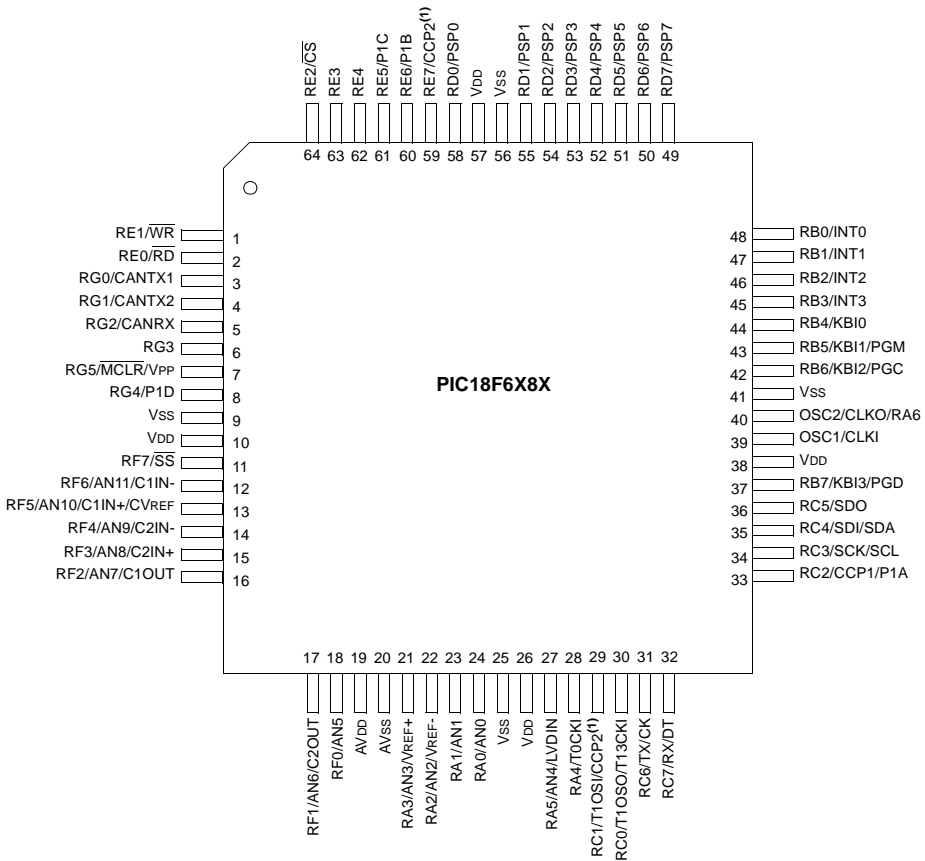 RE2/CS
RE3
RE4
RE5/P1C
RE6/P1B
RE7/CCP2(1)
RD0/PSP0
VDD
VSS
RD1/PSP1
RD2/PSP2
RD3/PSP3
RD4/PSP4
RD5/PSP5
RD6/PSP6
RD7/PSP7
64 63 62 61 60 59 58 57 56 55 54 53 52 51 50 49
RE1/WR 1
RE0/RD 2
RG0/CANTX1 3
RG1/CANTX2 4
RG2/CANRX 5
RG3 6
RG5/MCLR/VPP 7
RG4/P1D 8
VSS 9
VDD 10
RF7/SS 11
RF6/AN11/C1IN- 12
RF5/AN10/C1IN+/CVREF 13
RF4/AN9/C2IN- 14
RF3/AN8/C2IN+ 15
RF2/AN7/C1OUT 16
PIC18F6X8X
48 RB0/INT0
47 RB1/INT1
46 RB2/INT2
45 RB3/INT3
44 RB4/KBI0
43 RB5/KBI1/PGM
42 RB6/KBI2/PGC
41 VSS
40 OSC2/CLKO/RA6
39 OSC1/CLKI
38 VDD
37 RB7/KBI3/PGD
36 RC5/SDO
35 RC4/SDI/SDA
34 RC3/SCK/SCL
33 RC2/CCP1/P1A
17 18 19 20 21 22 23 24 25 26 27 28 29 30 31 32
RF1/AN6/C2OUT
RF0/AN5
AVDD
AVSS
RA3/AN3/VREF+
RA2/AN2/VREF-
RA1/AN1
RA0/AN0
VSS
VDD
RA5/AN4/LVDIN
RA4/T0CKI
RC1/T1OSI/CCP2(1)
RC0/T1OSO/T13CKI
RC6/TX/CK
RC7/RX/DT